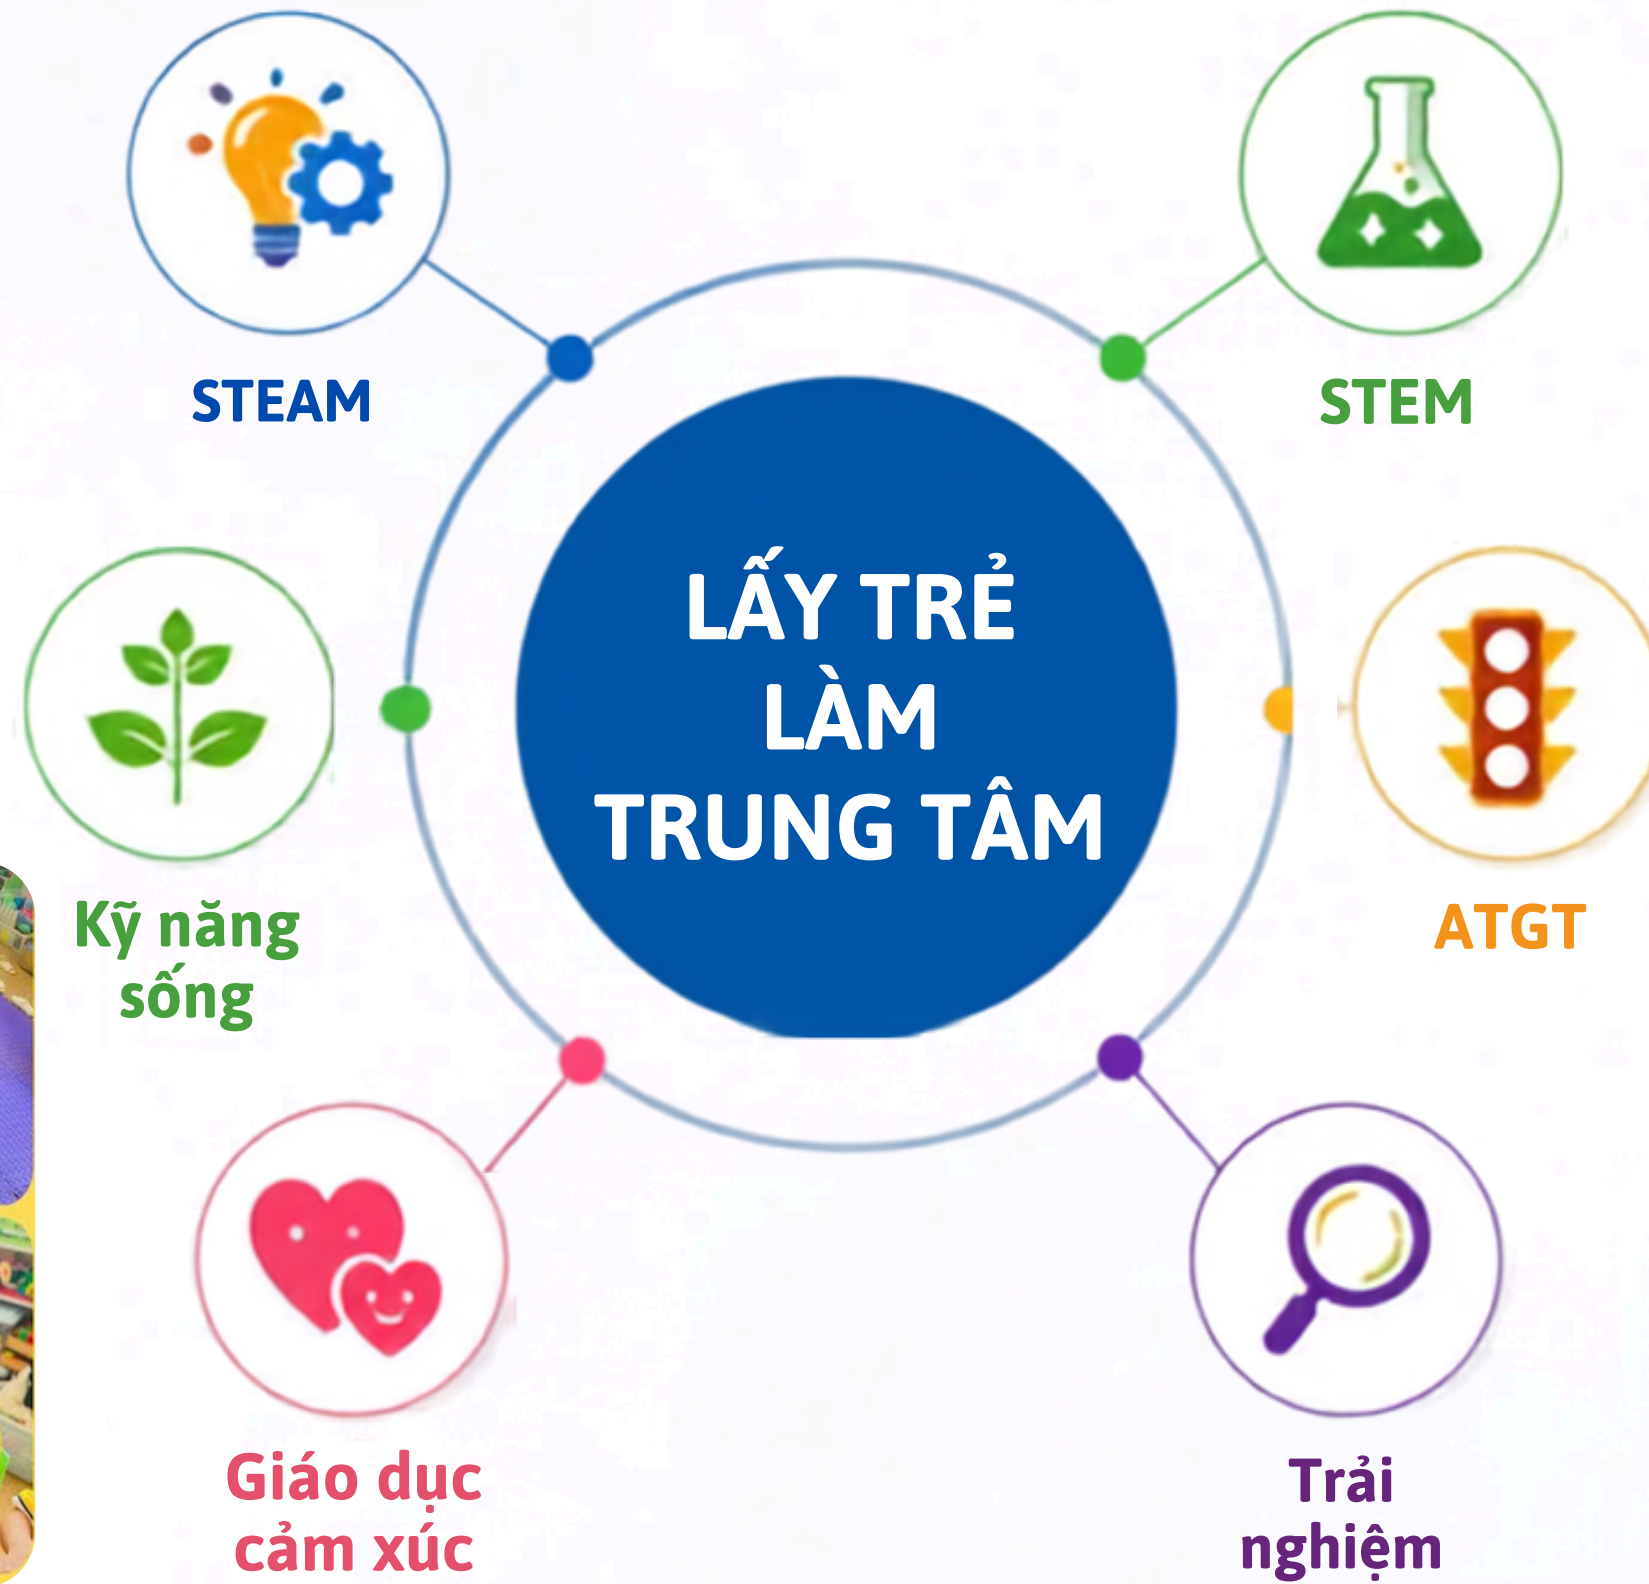 STEAM
STEM
LẤY TRẺ
LÀM
TRUNG TÂM
Kỹ năng
sống
ATGT
Giáo dục
cảm xúc
Trải
nghiệm